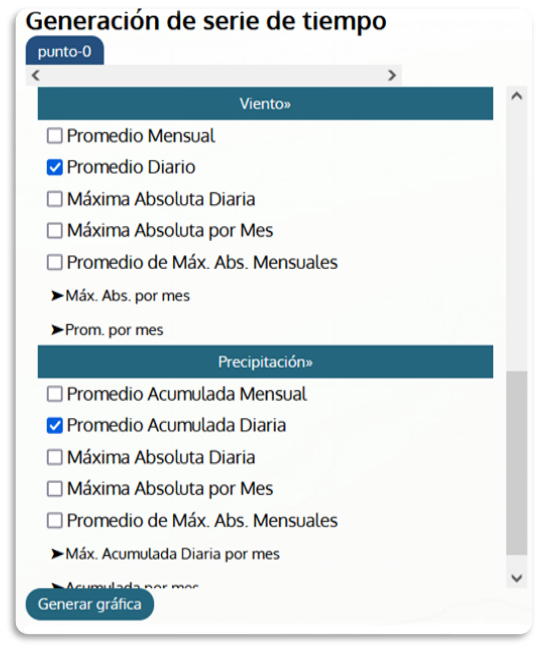 Generación de serie de tiempo
punto-0
Viento»
Promedio Mensual
Promedio Diario
Máxima Absoluta Diaria
Máxima Absoluta por Mes
Promedio de Máx. Abs. Mensuales
➤Máx. Abs. por mes
➤Prom. por mes
Precipitación»
Promedio Acumulada Mensual
Promedio Acumulada Diaria
Máxima Absoluta Diaria
Máxima Absoluta por Mes
Promedio de Máx. Abs. Mensuales
➤Máx. Acumulada Diaria por mes
➤Acumulada por mes
Generar gráfica